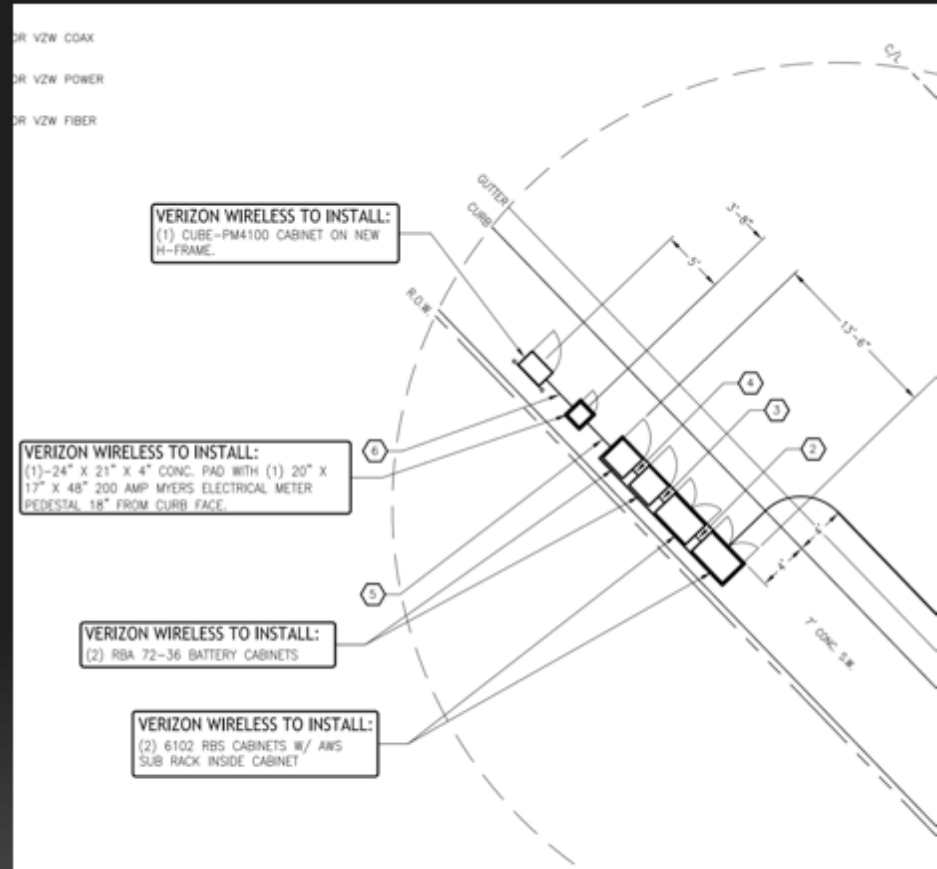 OR VZW COAX
OR VZW POWER
OR VZW FIBER
C/L
GUTTER
CURB
R.O.W.
3'-8"
5'
13'-6"
VERIZON WIRELESS TO INSTALL:
(1) CUBE-PM4100 CABINET ON NEW
H-FRAME.
4
3
2
6
VERIZON WIRELESS TO INSTALL:
(1)-24" X 21" X 4" CONC. PAD WITH (1) 20" X
17" X 48" 200 AMP MYERS ELECTRICAL METER
PEDESTAL 18" FROM CURB FACE.
4'
4'
5
7' CONC. S.W.
VERIZON WIRELESS TO INSTALL:
(2) RBA 72-36 BATTERY CABINETS
VERIZON WIRELESS TO INSTALL:
(2) 6102 RBS CABINETS W/ AWS
SUB RACK INSIDE CABINET